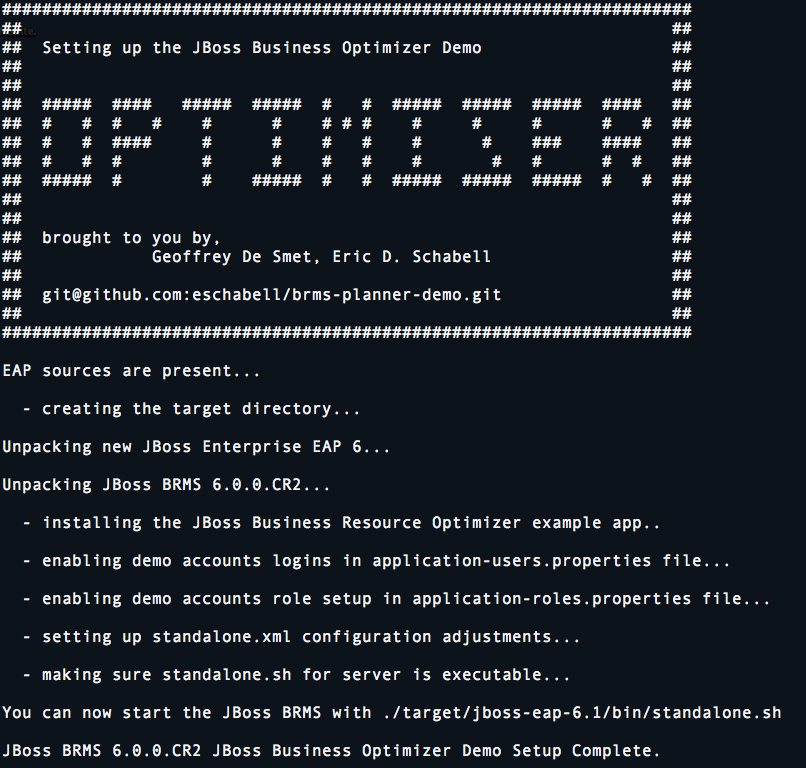 #####################################################################
##                                                                 ##
##  Setting up the JBoss Business Optimizer Demo                   ##
##                                                                 ##
##                                                                 ##
##  #####  ####   #####  #####  #   #  #####  #####  #####  ####   ##
##  #   #  #   #    #      #    # # #    #     #     #      #   #  ##
##  #   #  ####     #      #    #   #    #      #    ###    ####   ##
##  #   #  #        #      #    #   #    #       #   #      #  #   ##
##  #####  #        #    #####  #   #  #####  #####  #####  #   #  ##
##                                                                 ##
##                                                                 ##
##  brought to you by,                                             ##
##             Geoffrey De Smet, Eric D. Schabell                  ##
##                                                                 ##
##  git@github.com:eschabell/brms-planner-demo.git                 ##
##                                                                 ##
#####################################################################
EAP sources are present...
  - creating the target directory...
Unpacking new JBoss Enterprise EAP 6...
Unpacking JBoss BRMS 6.0.0.CR2...
  - installing the JBoss Business Resource Optimizer example app..
  - enabling demo accounts logins in application-users.properties file...
  - enabling demo accounts role setup in application-roles.properties file...
  - setting up standalone.xml configuration adjustments...
  - making sure standalone.sh for server is executable...
You can now start the JBoss BRMS with ./target/jboss-eap-6.1/bin/standalone.sh
JBoss BRMS 6.0.0.CR2 JBoss Business Optimizer Demo Setup Complete.